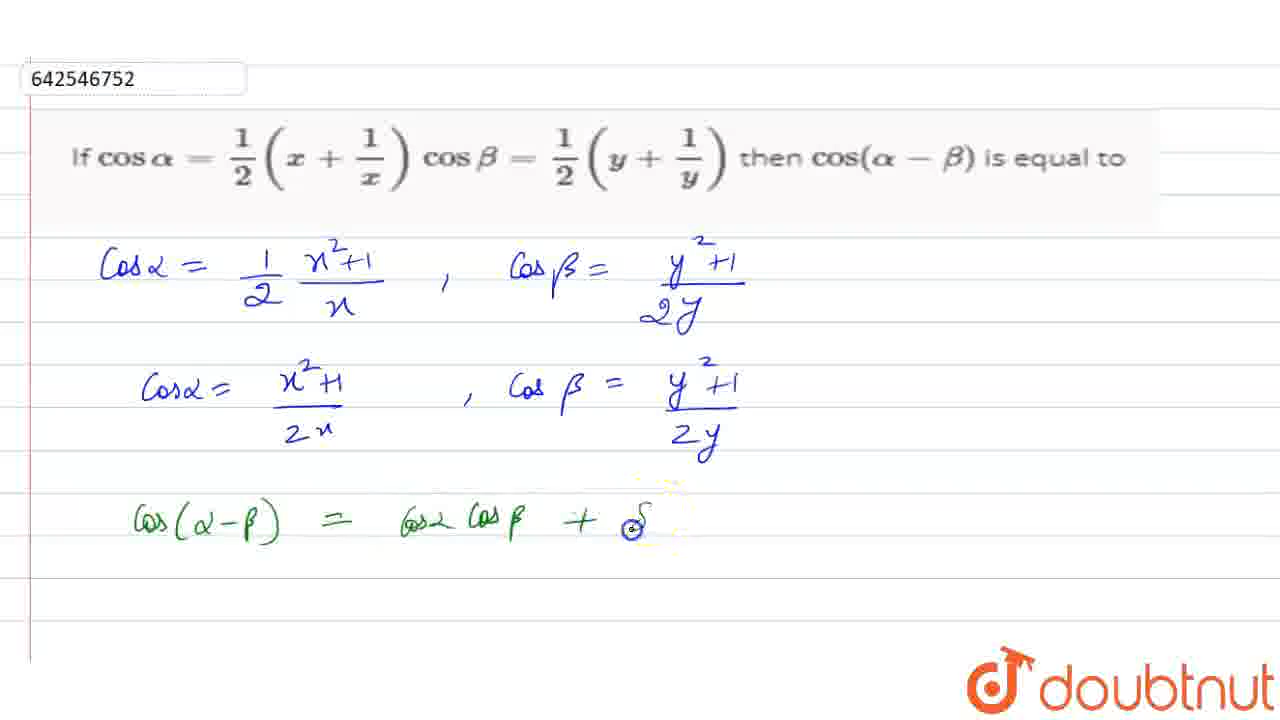 642546752
If cos α = 1/2 (x + 1/x) cos β = 1/2 (y + 1/y) then cos(α − β) is equal to
Cos α = 1/2 (x²+1)/x , Cos β = (y²+1)/2y
Cos α = (x²+1)/2x , Cos β = (y²+1)/2y
Cos(α − β) = Cos α Cos β + S
doubtnut